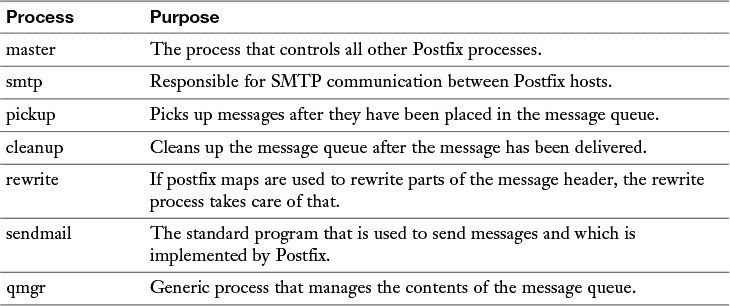 Process Purpose
master The process that controls all other Postfix processes.
smtp Responsible for SMTP communication between Postfix hosts.
pickup Picks up messages after they have been placed in the message queue.
cleanup Cleans up the message queue after the message has been delivered.
rewrite If postfix maps are used to rewrite parts of the message header, the rewrite
process takes care of that.
sendmail The standard program that is used to send messages and which is
implemented by Postfix.
qmgr Generic process that manages the contents of the message queue.